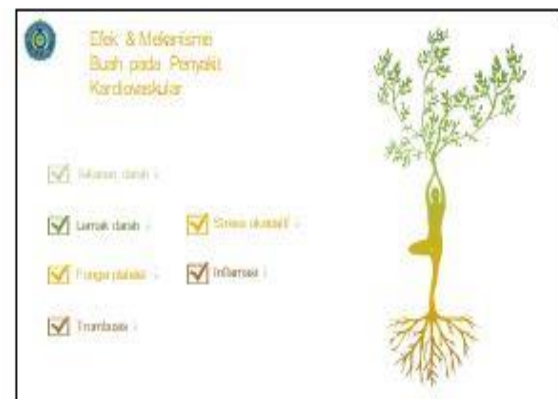 Efek & Mekanisme
Buah pada Penyakit
Kardiovaskular
Tekanan darah ↓
Lemak darah ↓
Stress oksidatif ↓
Fungsi platelet ↓
Inflamasi ↓
Trombosis ↓